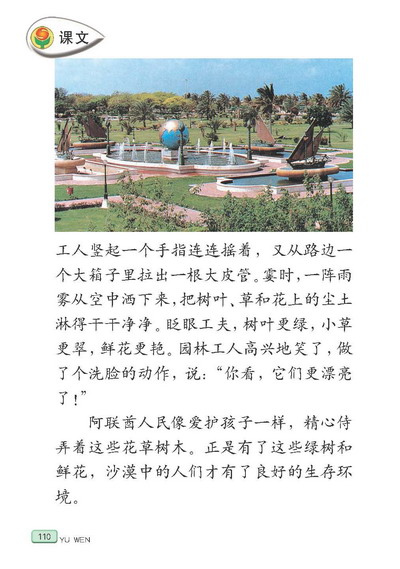 课文
工人竖起一个手指连连摇着，又从路边一
个大箱子里拉出一根大皮管。霎时，一阵雨
雾从空中洒下来，把树叶、草和花上的尘土
淋得干干净净。眨眼工夫，树叶更绿，小草
更翠，鲜花更艳。园林工人高兴地笑了，做
了个洗脸的动作，说：“你看，它们更漂亮
了！”
阿联酋人民像爱护孩子一样，精心侍
弄着这些花草树木。正是有了这些绿树和
鲜花，沙漠中的人们才有了良好的生存环
境。
110 YU WEN